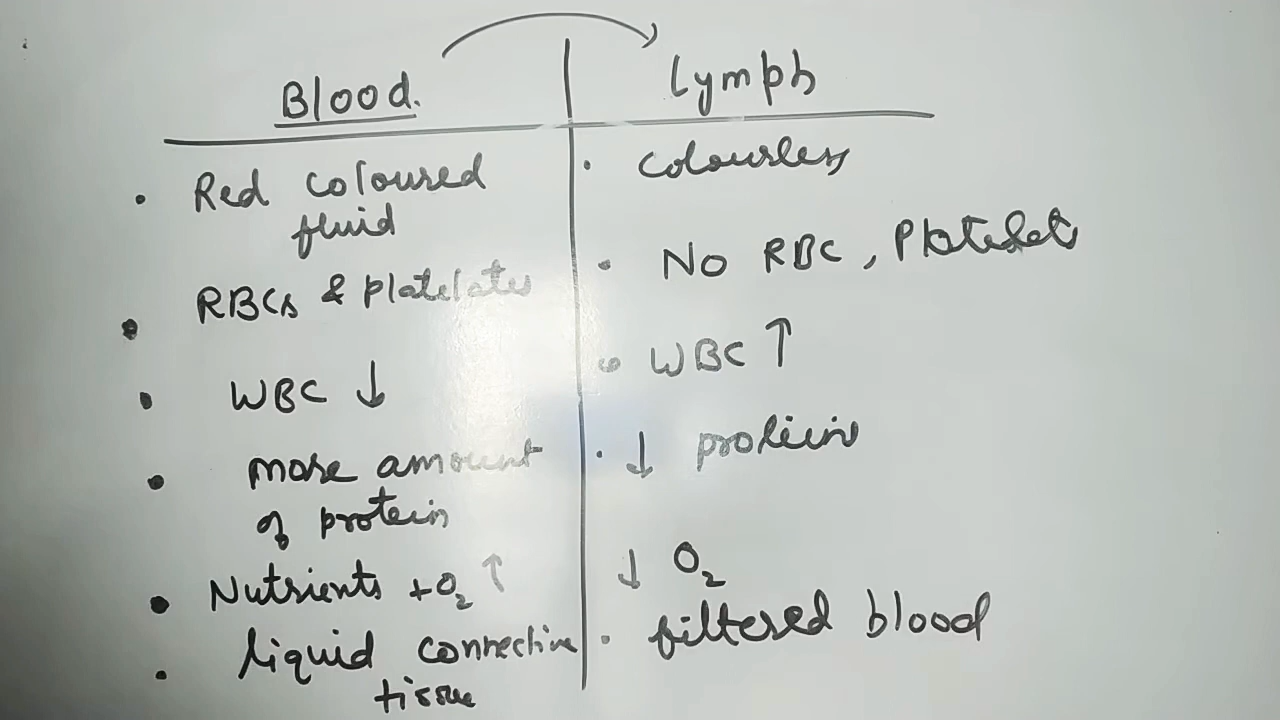 Blood.
Lymph
• Red coloured
fluid
• Colourless
• RBCs & Platelates
• No RBC, Platelets
• WBC ↓
• WBC ↑
• more amount
of protein
• ↓ protein
• Nutrients + O₂ ↑
↓ O₂
• liquid connective
tissue
• filtered blood